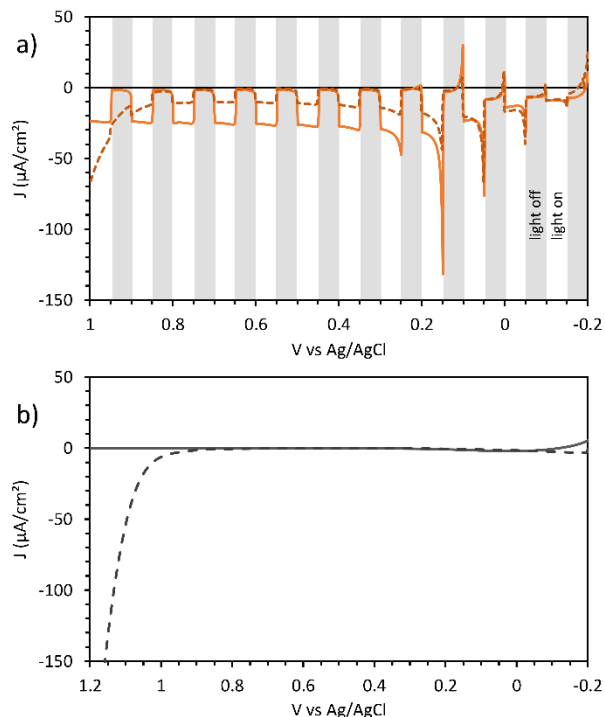 a)
50
0
-50
-100
-150
J (µA/cm²)
light off
light on
1 0.8 0.6 0.4 0.2 0 -0.2
V vs Ag/AgCl
b)
50
0
-50
-100
-150
J (µA/cm²)
1.2 1 0.8 0.6 0.4 0.2 0 -0.2
V vs Ag/AgCl